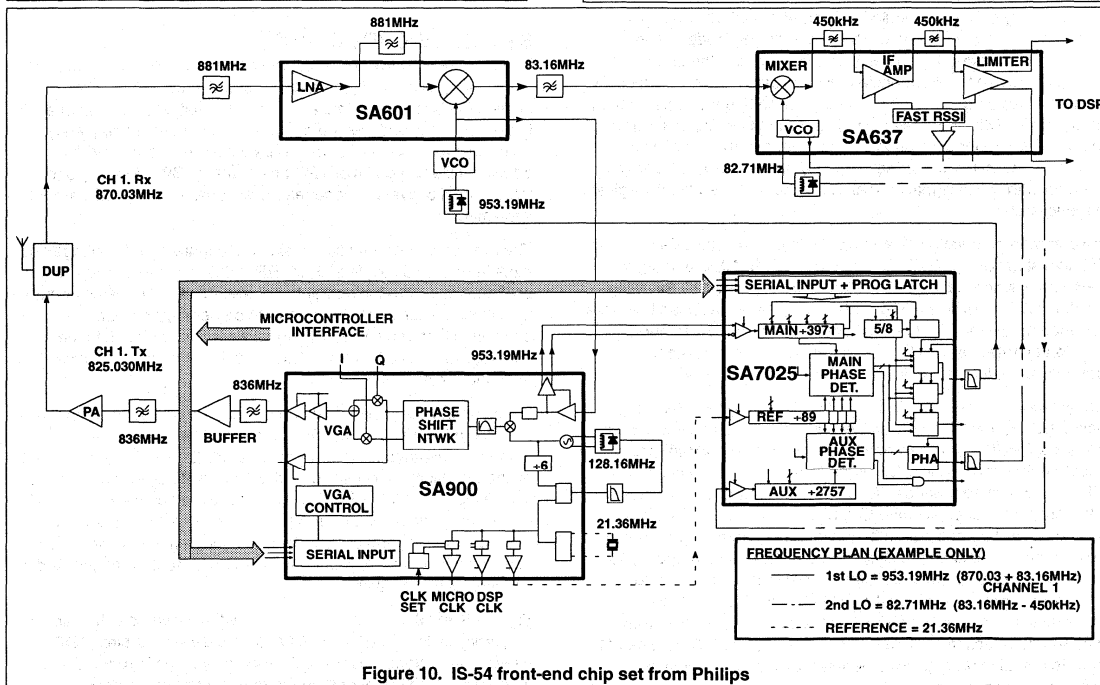 881MHz
881MHz
LNA
SA601
83.16MHz
450kHz
450kHz
MIXER
IF
AMP
LIMITER
FAST RSSI
VCO
SA637
TO DSP
82.71MHz
VCO
953.19MHz
CH 1. Rx
870.03MHz
DUP
MICROCONTROLLER
INTERFACE
CH 1. Tx
825.030MHz
PA
836MHz
BUFFER
836MHz
I
Q
VGA
PHASE
SHIFT
NTWK
953.19MHz
128.16MHz
÷6
SA900
VGA
CONTROL
SERIAL INPUT
21.36MHz
CLK
SET
MICRO
CLK
DSP
CLK
SERIAL INPUT + PROG LATCH
MAIN ÷3971
5/8
SA7025
MAIN
PHASE
DET.
REF ÷89
AUX
PHASE
DET.
PHA
AUX ÷2757
FREQUENCY PLAN (EXAMPLE ONLY)
1st LO = 953.19MHz (870.03 + 83.16MHz)
CHANNEL 1
2nd LO = 82.71MHz (83.16MHz - 450kHz)
REFERENCE = 21.36MHz
Figure 10. IS-54 front-end chip set from Philips